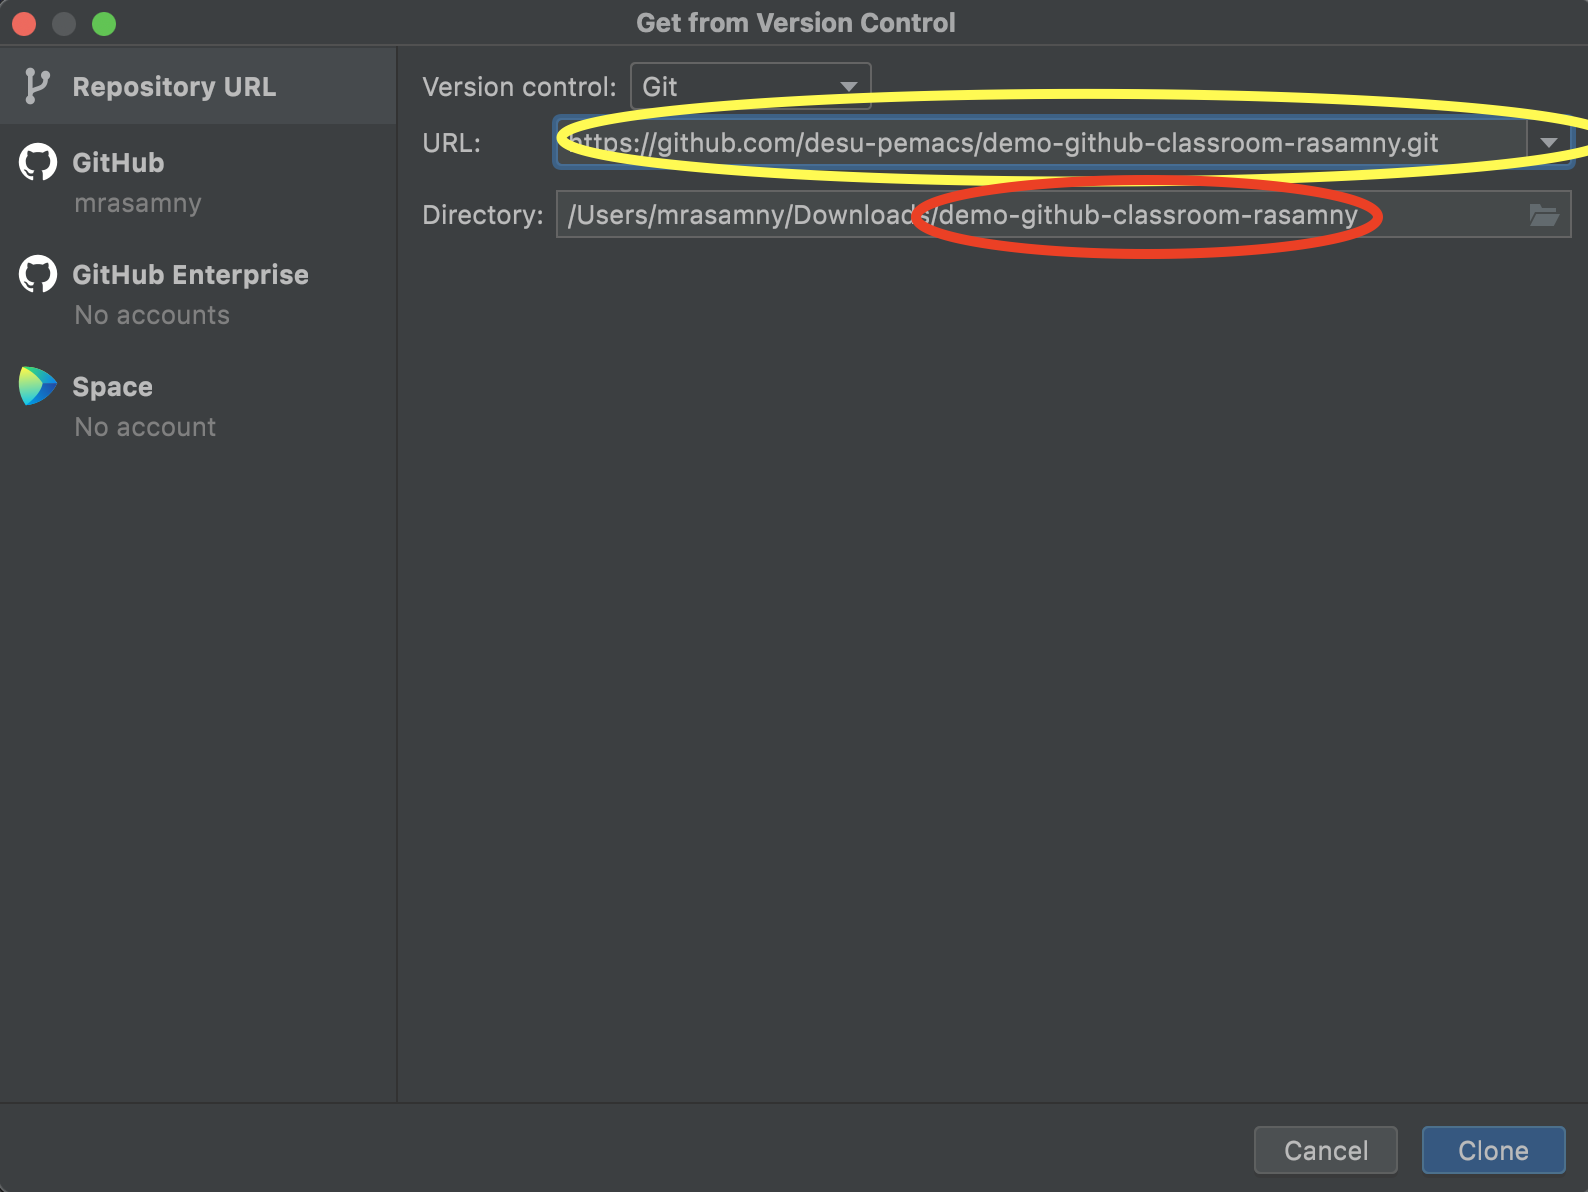 Get from Version Control
Repository URL
GitHub
mrasamny
GitHub Enterprise
No accounts
Space
No account
Version control: Git
URL: https://github.com/desu-pemacs/demo-github-classroom-rasamny.git
Directory: /Users/mrasamny/Downloads/demo-github-classroom-rasamny
Cancel Clone